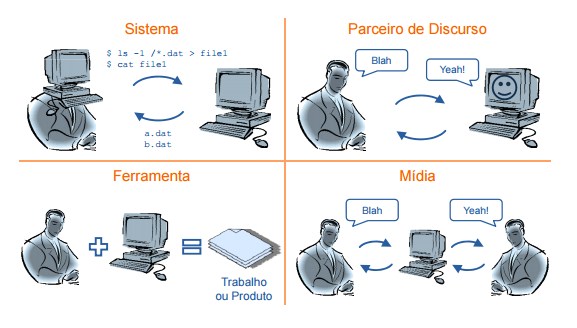 Sistema
$ ls -l /*.dat > file1
$ cat file1
a.dat
b.dat
Parceiro de Discurso
Blah
Yeah!
Ferramenta
Trabalho
ou Produto
Mídia
Blah
Yeah!